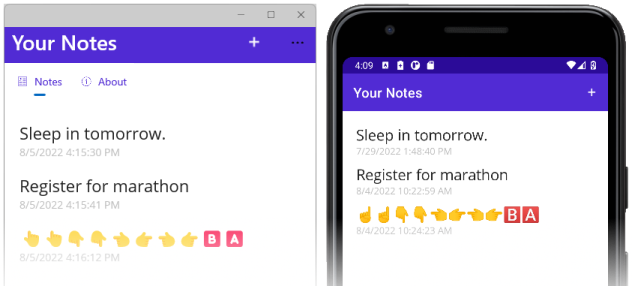 Your Notes + ...
Notes About
Sleep in tomorrow.
8/5/2022 4:15:30 PM
Register for marathon
8/5/2022 4:15:41 PM
👆👆👇👇👈👉👈👉🅱🅰
8/5/2022 4:16:12 PM
4:09
Your Notes +
Sleep in tomorrow.
7/29/2022 1:48:40 PM
Register for marathon
8/4/2022 10:22:59 AM
☝☝👇👇👈👉👈👉🅱🅰
8/4/2022 10:24:23 AM